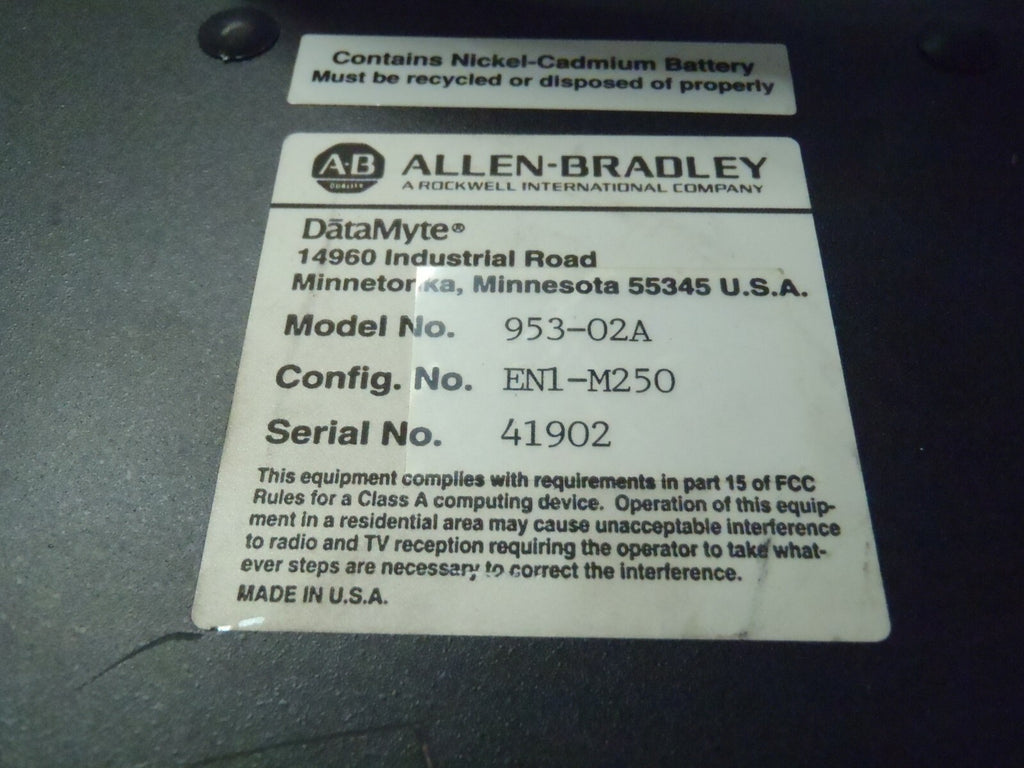 Contains Nickel-Cadmium Battery
Must be recycled or disposed of properly
A·B
QUALITY
ALLEN-BRADLEY
A ROCKWELL INTERNATIONAL COMPANY
DātaMyte®
14960 Industrial Road
Minnetonka, Minnesota 55345 U.S.A.
Model No. 953-02A
Config. No. EN1-M250
Serial No. 41902
This equipment complies with requirements in part 15 of FCC
Rules for a Class A computing device. Operation of this equip-
ment in a residential area may cause unacceptable interference
to radio and TV reception requiring the operator to take what-
ever steps are necessary to correct the interference.
MADE IN U.S.A.